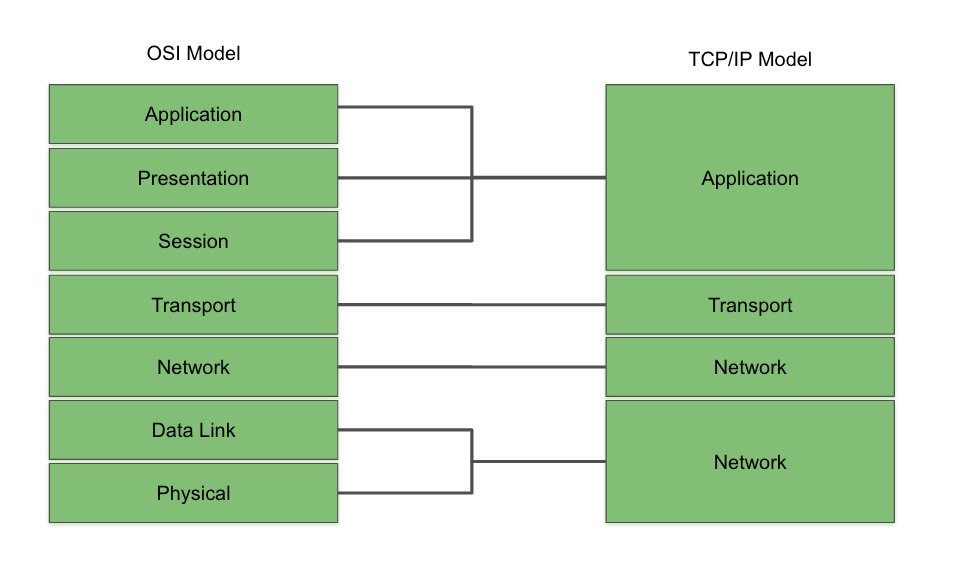 OSI Model
Application
Presentation
Session
Transport
Network
Data Link
Physical
TCP/IP Model
Application
Transport
Network
Network